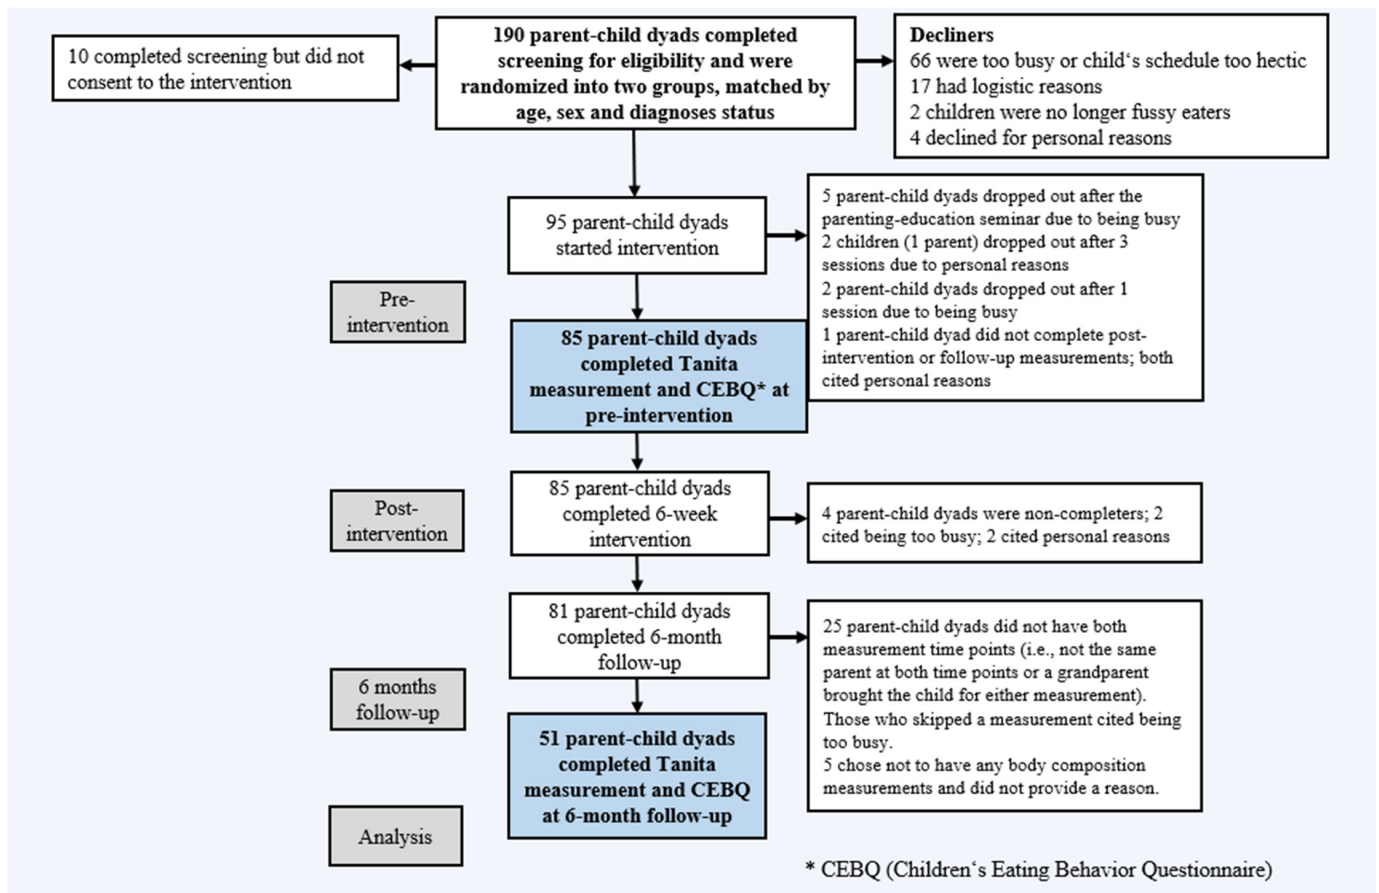 10 completed screening but did not
consent to the intervention
190 parent-child dyads completed
screening for eligibility and were
randomized into two groups, matched by
age, sex and diagnoses status
Decliners
66 were too busy or child‘s schedule too hectic
17 had logistic reasons
2 children were no longer fussy eaters
4 declined for personal reasons
95 parent-child dyads
started intervention
5 parent-child dyads dropped out after the
parenting-education seminar due to being busy
2 children (1 parent) dropped out after 3
sessions due to personal reasons
2 parent-child dyads dropped out after 1
session due to being busy
1 parent-child dyad did not complete post-
intervention or follow-up measurements; both
cited personal reasons
Pre-
intervention
85 parent-child dyads
completed Tanita
measurement and CEBQ* at
pre-intervention
Post-
intervention
85 parent-child dyads
completed 6-week
intervention
4 parent-child dyads were non-completers; 2
cited being too busy; 2 cited personal reasons
81 parent-child dyads
completed 6-month
follow-up
25 parent-child dyads did not have both
measurement time points (i.e., not the same
parent at both time points or a grandparent
brought the child for either measurement).
Those who skipped a measurement cited being
too busy.
5 chose not to have any body composition
measurements and did not provide a reason.
6 months
follow-up
51 parent-child dyads
completed Tanita
measurement and CEBQ
at 6-month follow-up
Analysis
* CEBQ (Children‘s Eating Behavior Questionnaire)